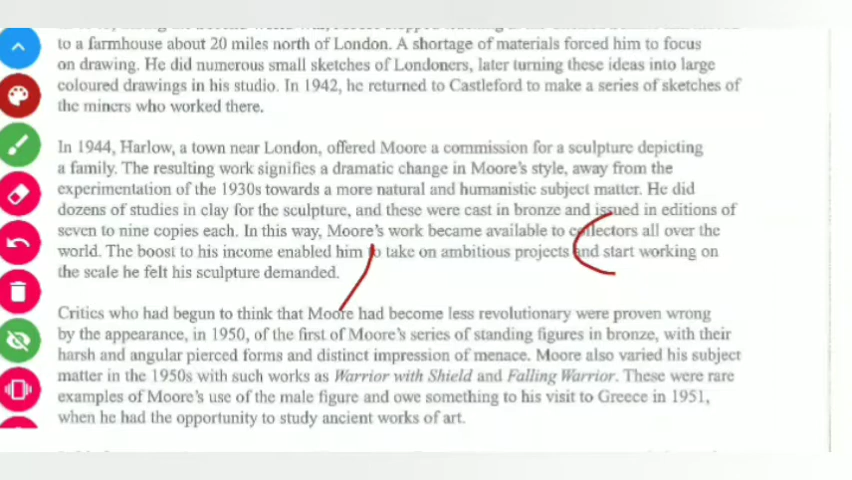 to a farmhouse about 20 miles north of London. A shortage of materials forced him to focus
on drawing. He did numerous small sketches of Londoners, later turning these ideas into large
coloured drawings in his studio. In 1942, he returned to Castleford to make a series of sketches of
the miners who worked there.
In 1944, Harlow, a town near London, offered Moore a commission for a sculpture depicting
a family. The resulting work signifies a dramatic change in Moore's style, away from the
experimentation of the 1930s towards a more natural and humanistic subject matter. He did
dozens of studies in clay for the sculpture, and these were cast in bronze and issued in editions of
seven to nine copies each. In this way, Moore's work became available to collectors all over the
world. The boost to his income enabled him to take on ambitious projects and start working on
the scale he felt his sculpture demanded.
Critics who had begun to think that Moore had become less revolutionary were proven wrong
by the appearance, in 1950, of the first of Moore's series of standing figures in bronze, with their
harsh and angular pierced forms and distinct impression of menace. Moore also varied his subject
matter in the 1950s with such works as Warrior with Shield and Falling Warrior. These were rare
examples of Moore's use of the male figure and owe something to his visit to Greece in 1951,
when he had the opportunity to study ancient works of art.